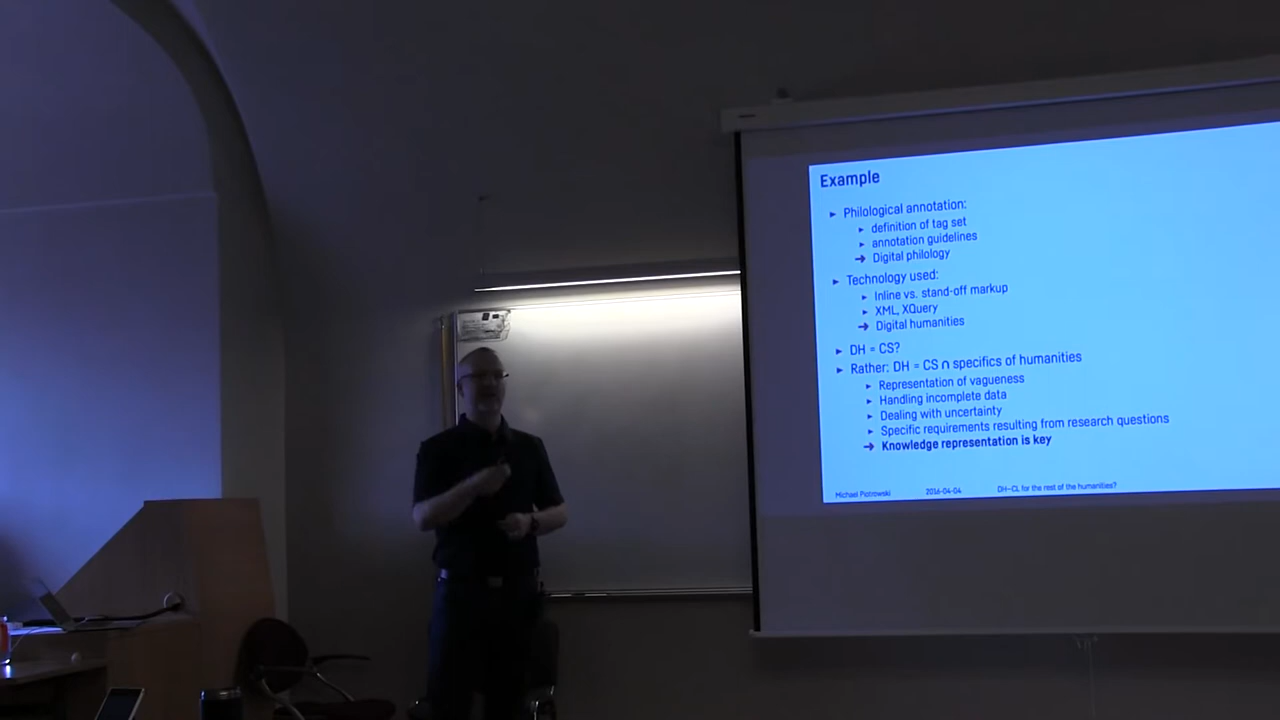 Example
▸ Philological annotation:
▸ definition of tag set
▸ annotation guidelines
➔ Digital philology
▸ Technology used:
▸ Inline vs. stand-off markup
▸ XML, XQuery
➔ Digital humanities
▸ DH = CS?
▸ Rather: DH = CS ∩ specifics of humanities
▸ Representation of vagueness
▸ Handling incomplete data
▸ Dealing with uncertainty
▸ Specific requirements resulting from research questions
➔ Knowledge representation is key
Michael Piotrowski 2016-04-04 DH–CL for the rest of the humanities?